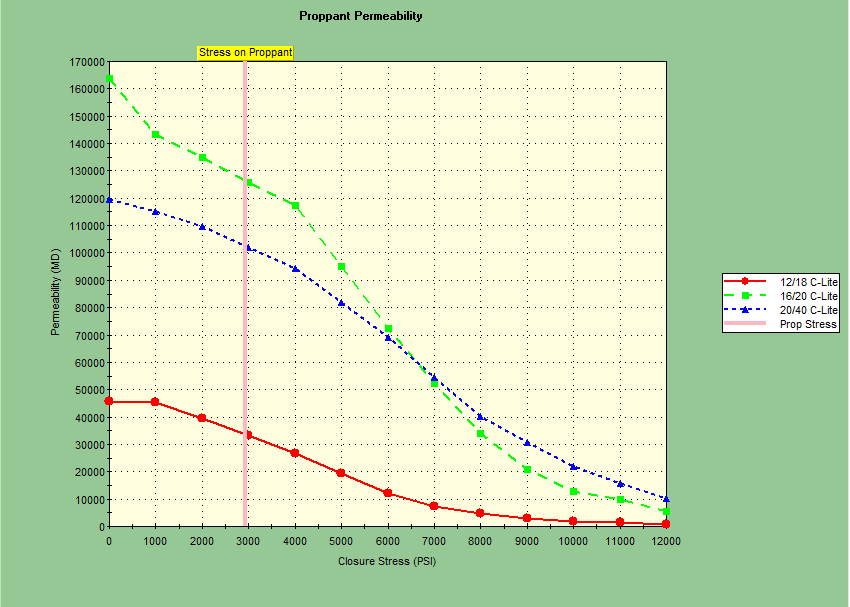 Proppant Permeability
Stress on Proppant
170000
160000
150000
140000
130000
120000
110000
100000
90000
80000
70000
60000
50000
40000
30000
20000
10000
0
Permeability (MD)
0 1000 2000 3000 4000 5000 6000 7000 8000 9000 10000 11000 12000
Closure Stress (PSI)
12/18 C-Lite
16/20 C-Lite
20/40 C-Lite
Prop Stress